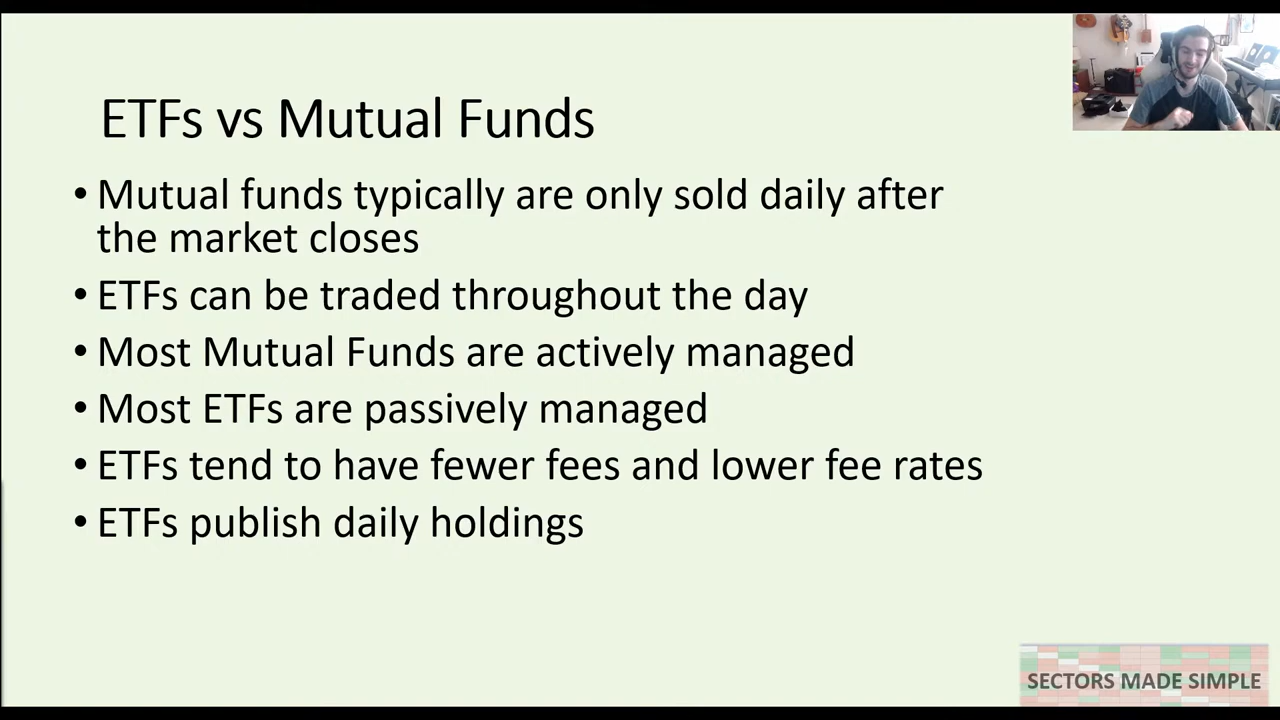 ETFs vs Mutual Funds
• Mutual funds typically are only sold daily after
the market closes
• ETFs can be traded throughout the day
• Most Mutual Funds are actively managed
• Most ETFs are passively managed
• ETFs tend to have fewer fees and lower fee rates
• ETFs publish daily holdings
SECTORS MADE SIMPLE